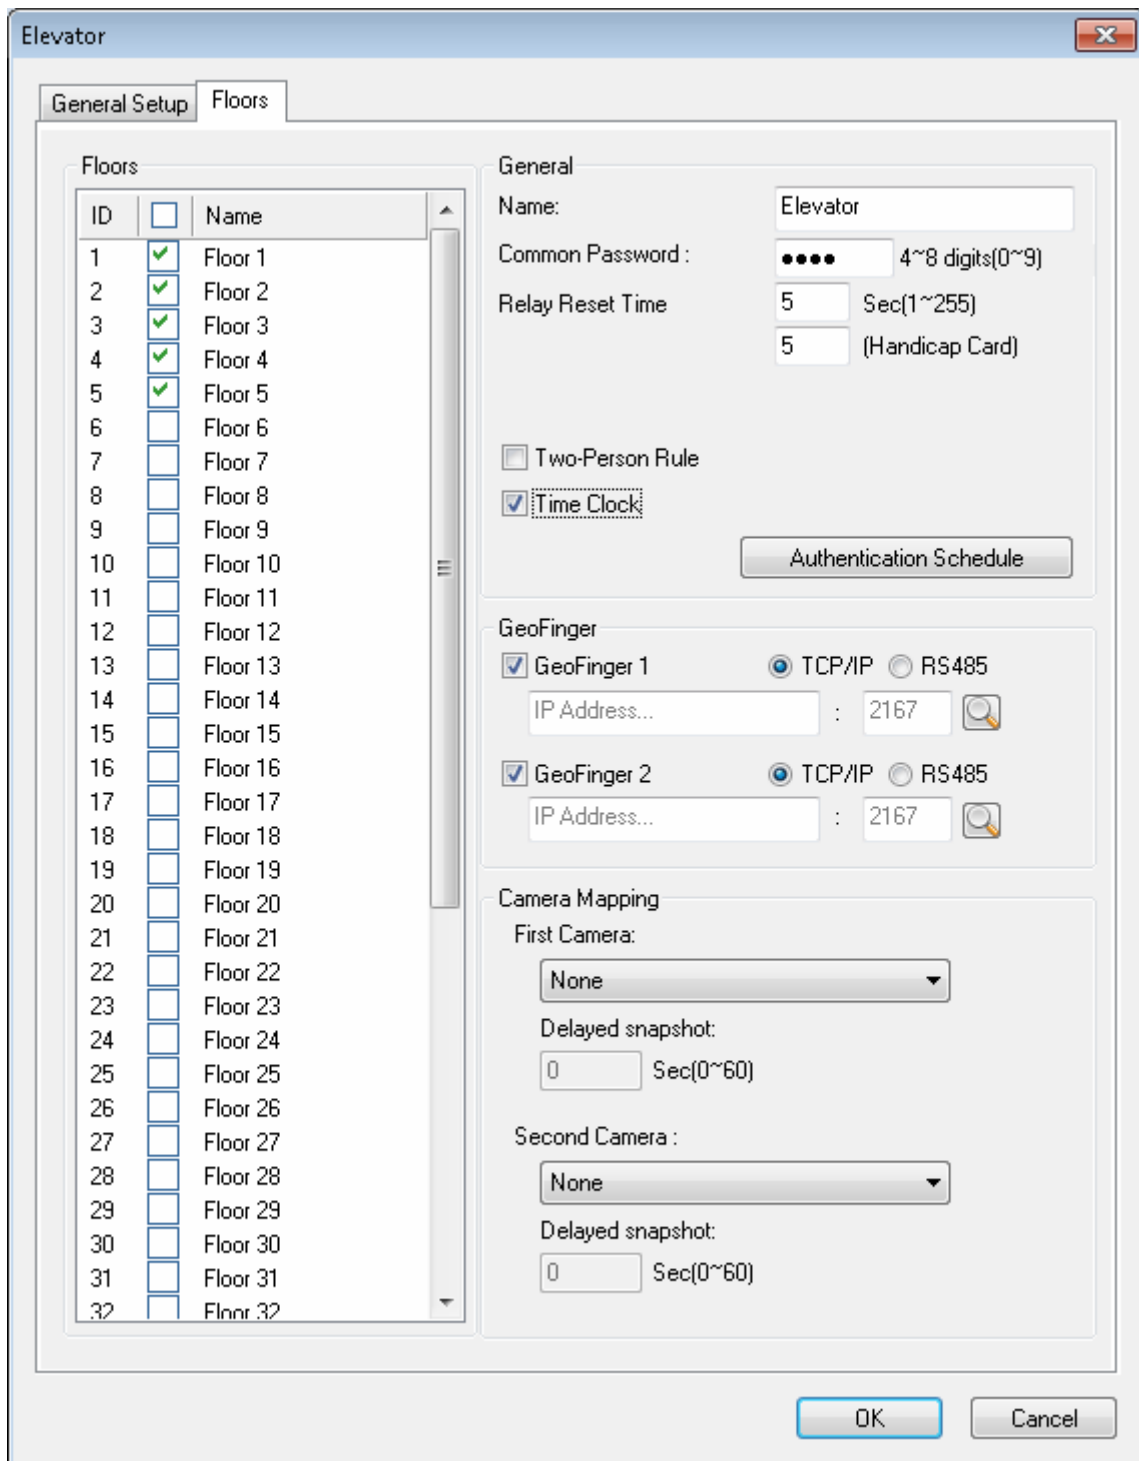 Elevator
General Setup Floors
Floors
ID Name
1 Floor 1
2 Floor 2
3 Floor 3
4 Floor 4
5 Floor 5
6 Floor 6
7 Floor 7
8 Floor 8
9 Floor 9
10 Floor 10
11 Floor 11
12 Floor 12
13 Floor 13
14 Floor 14
15 Floor 15
16 Floor 16
17 Floor 17
18 Floor 18
19 Floor 19
20 Floor 20
21 Floor 21
22 Floor 22
23 Floor 23
24 Floor 24
25 Floor 25
26 Floor 26
27 Floor 27
28 Floor 28
29 Floor 29
30 Floor 30
31 Floor 31
32 Floor 32
General
Name: Elevator
Common Password : •••• 4~8 digits(0~9)
Relay Reset Time 5 Sec(1~255)
5 (Handicap Card)
Two-Person Rule
Time Clock
Authentication Schedule
GeoFinger
GeoFinger 1 TCP/IP RS485
IP Address... : 2167
GeoFinger 2 TCP/IP RS485
IP Address... : 2167
Camera Mapping
First Camera:
None
Delayed snapshot:
0 Sec(0~60)
Second Camera :
None
Delayed snapshot:
0 Sec(0~60)
OK Cancel